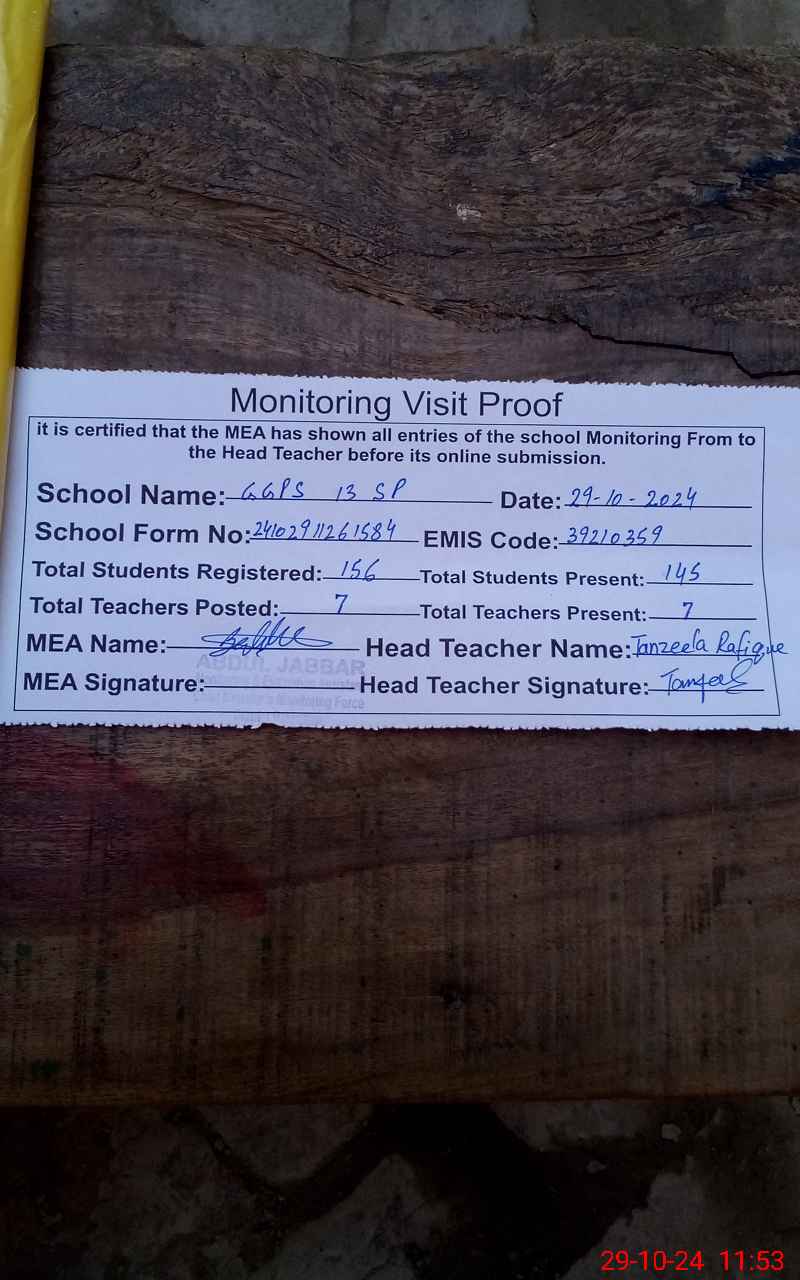 Monitoring Visit Proof
it is certified that the MEA has shown all entries of the school Monitoring From to
the Head Teacher before its online submission.
School Name: GGPS 13 SP Date: 29-10-2024
School Form No: 24102911261584 EMIS Code: 39210359
Total Students Registered: 156 Total Students Present: 145
Total Teachers Posted: 7 Total Teachers Present: 7
MEA Name: Head Teacher Name: Tanzeela Rafique
ABDUL JABBAR
MEA Signature: Head Teacher Signature:
Monitoring Force
29-10-24 11:53